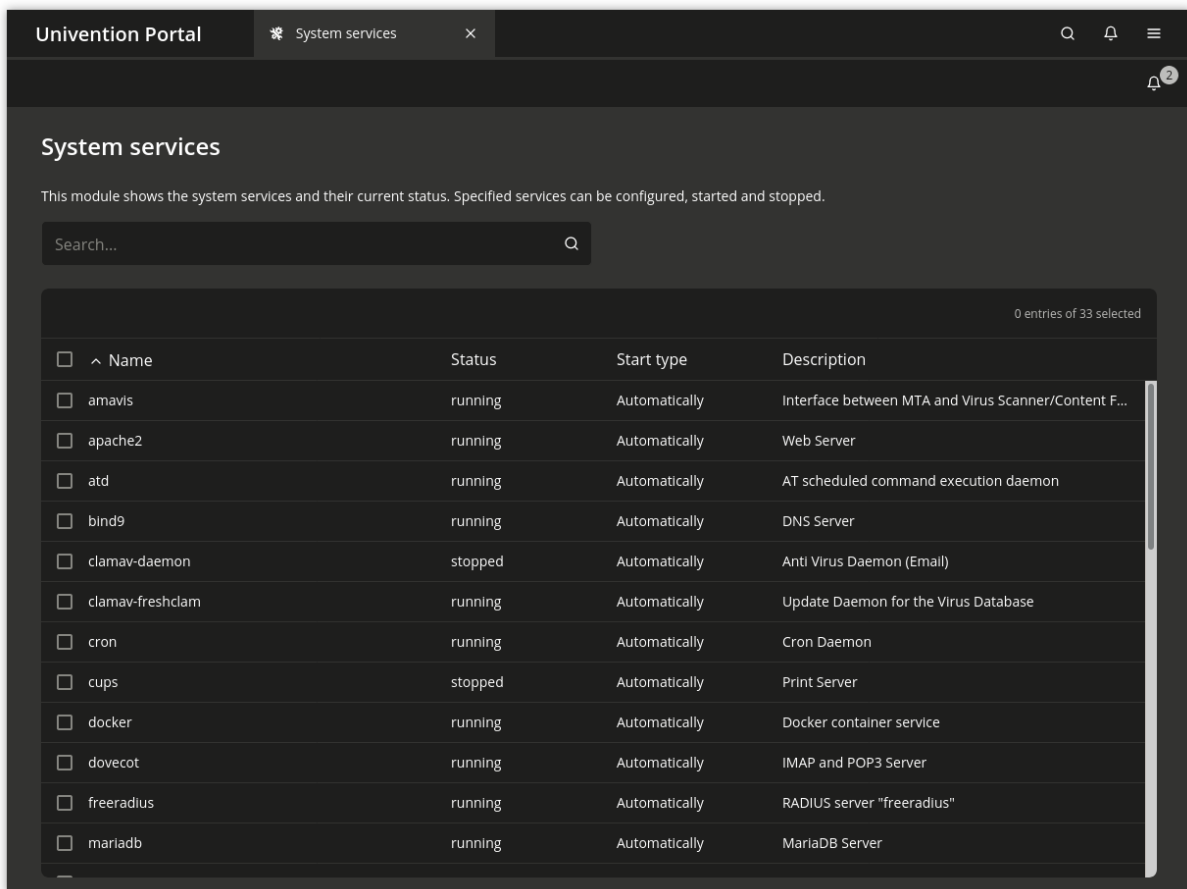 Univention Portal System services
2
System services
This module shows the system services and their current status. Specified services can be configured, started and stopped.
Search...
0 entries of 33 selected
Name Status Start type Description
amavis running Automatically Interface between MTA and Virus Scanner/Content F...
apache2 running Automatically Web Server
atd running Automatically AT scheduled command execution daemon
bind9 running Automatically DNS Server
clamav-daemon stopped Automatically Anti Virus Daemon (Email)
clamav-freshclam running Automatically Update Daemon for the Virus Database
cron running Automatically Cron Daemon
cups stopped Automatically Print Server
docker running Automatically Docker container service
dovecot running Automatically IMAP and POP3 Server
freeradius running Automatically RADIUS server "freeradius"
mariadb running Automatically MariaDB Server